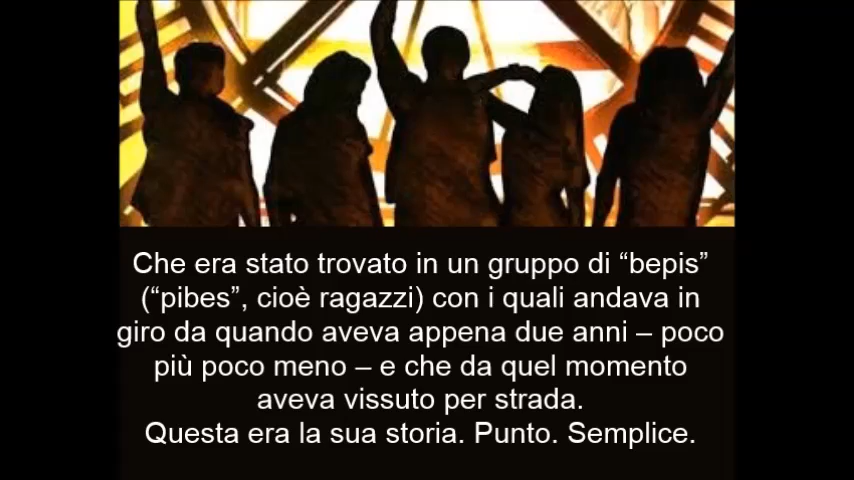 Che era stato trovato in un gruppo di “bepis”
(“pibes”, cioè ragazzi) con i quali andava in
giro da quando aveva appena due anni – poco
più poco meno – e che da quel momento
aveva vissuto per strada.
Questa era la sua storia. Punto. Semplice.